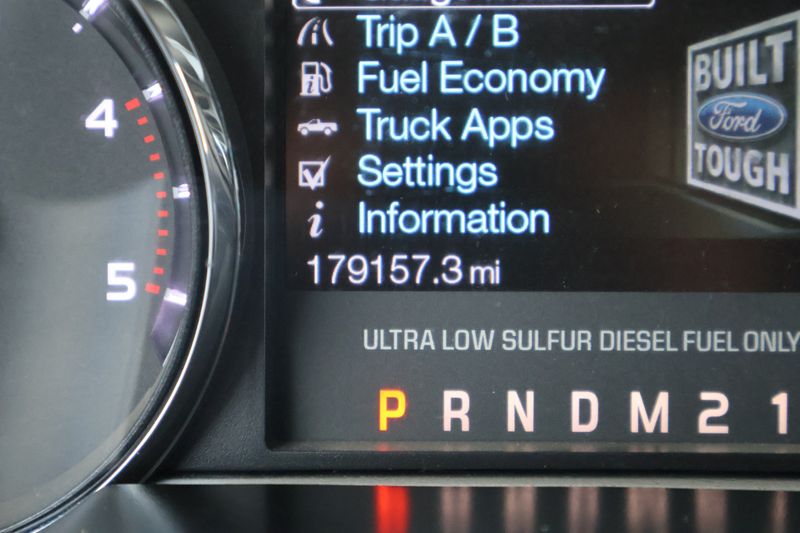 Trip A / B
Fuel Economy
Truck Apps
Settings
Information
179157.3 mi
BUILT
Ford
TOUGH
4
5
ULTRA LOW SULFUR DIESEL FUEL ONLY
P R N D M 2 1